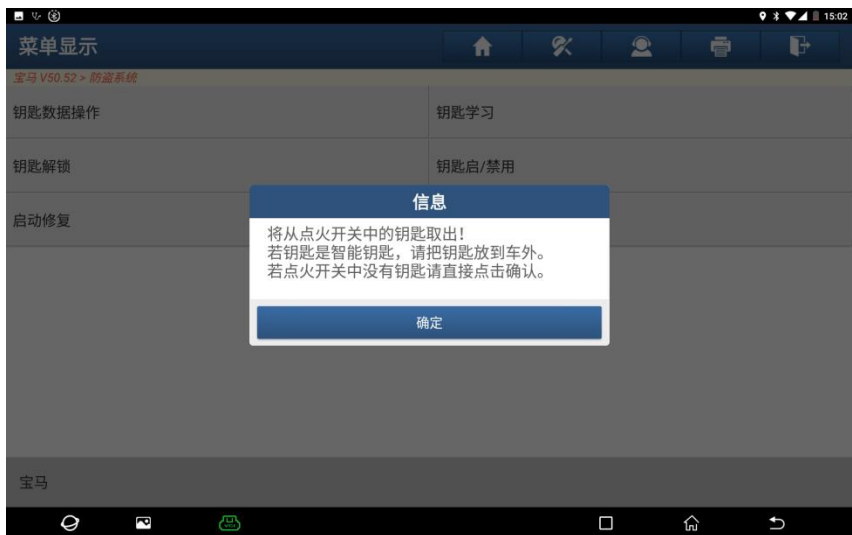 15:02
菜单显示
宝马 V50.52 > 防盗系统
钥匙数据操作
钥匙学习
钥匙解锁
钥匙启/禁用
启动修复
信息
将从点火开关中的钥匙取出！
若钥匙是智能钥匙，请把钥匙放到车外。
若点火开关中没有钥匙请直接点击确认。
确定
宝马